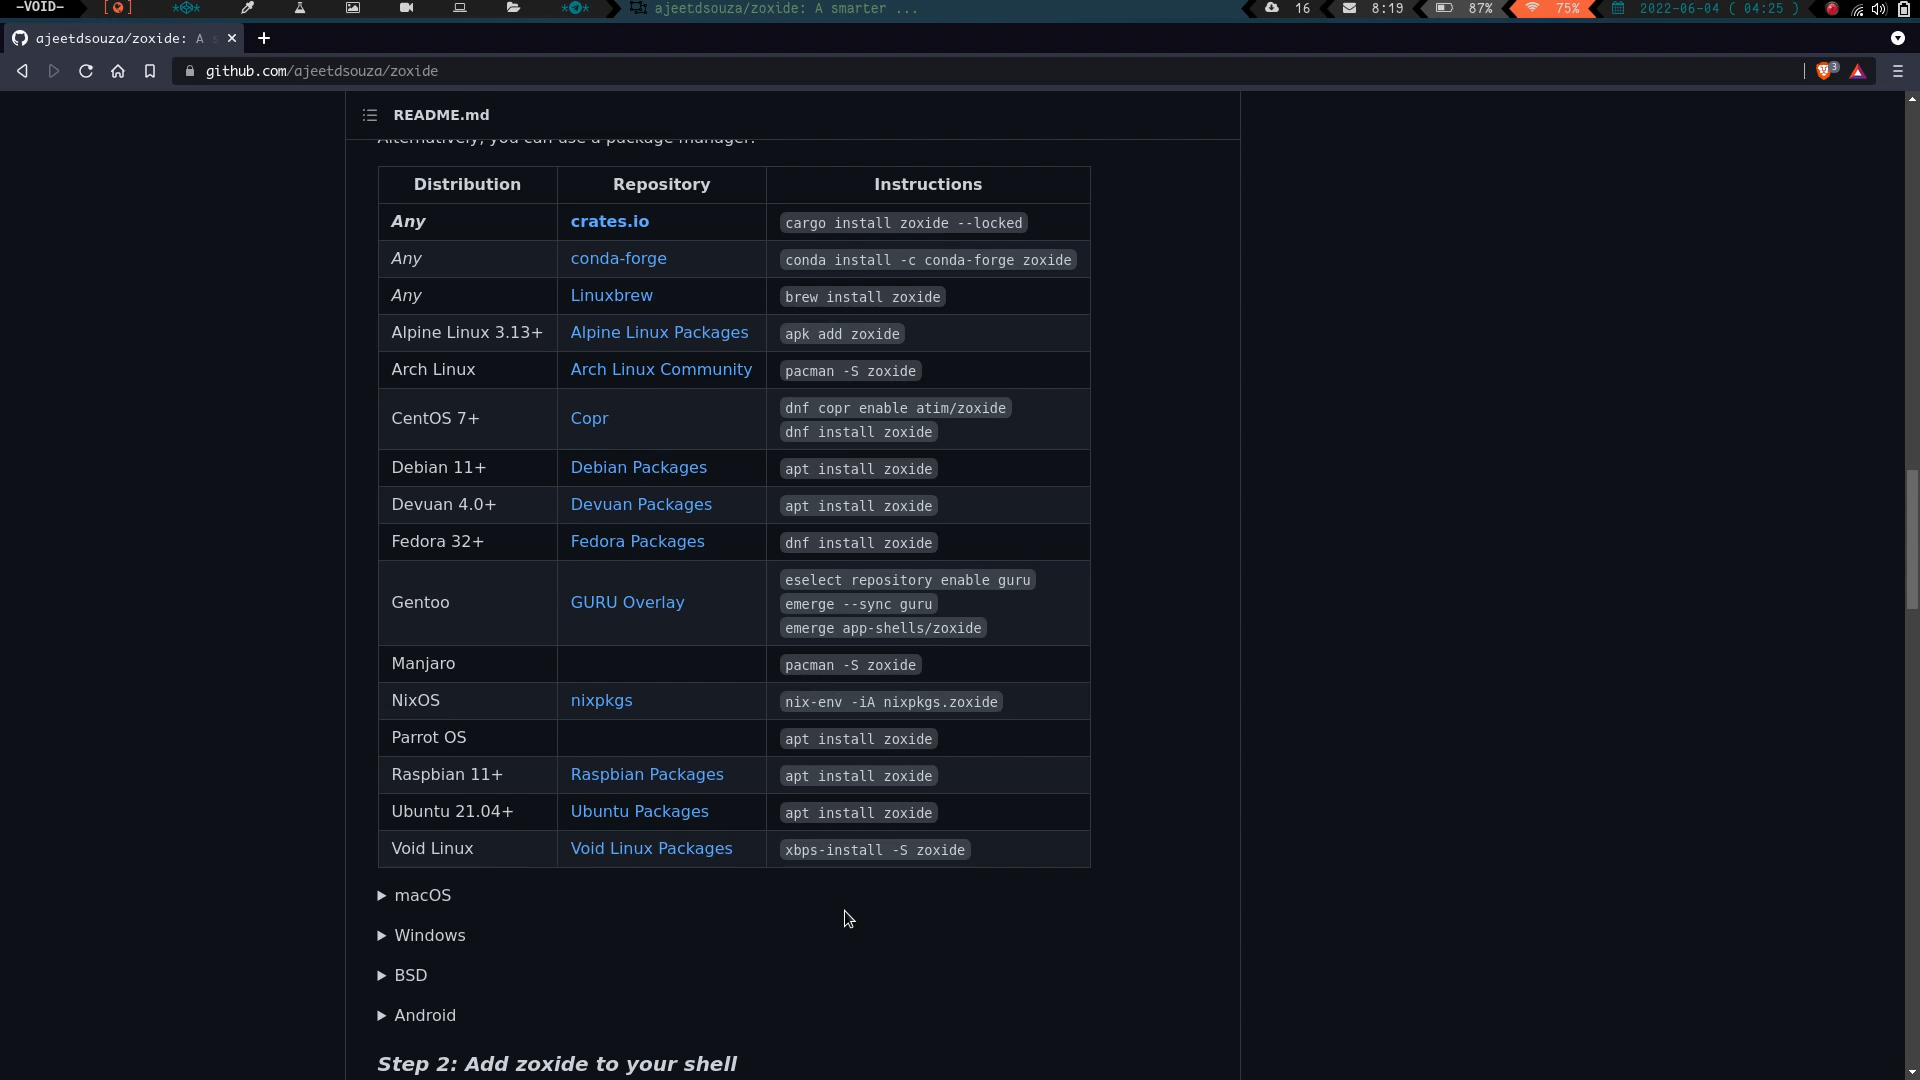 —VOID—
ajeetdsouza/zoxide: A smarter ...
16
8:19
87%
75%
2022-06-04 ( 04:25 )
ajeetdsouza/zoxide: A
github.com/ajeetdsouza/zoxide
3
README.md
Alternatively, you can use a package manager:
Distribution Repository Instructions
Any crates.io cargo install zoxide --locked
Any conda-forge conda install -c conda-forge zoxide
Any Linuxbrew brew install zoxide
Alpine Linux 3.13+ Alpine Linux Packages apk add zoxide
Arch Linux Arch Linux Community pacman -S zoxide
CentOS 7+ Copr dnf copr enable atim/zoxide
dnf install zoxide
Debian 11+ Debian Packages apt install zoxide
Devuan 4.0+ Devuan Packages apt install zoxide
Fedora 32+ Fedora Packages dnf install zoxide
Gentoo GURU Overlay eselect repository enable guru
emerge --sync guru
emerge app-shells/zoxide
Manjaro pacman -S zoxide
NixOS nixpkgs nix-env -iA nixpkgs.zoxide
Parrot OS apt install zoxide
Raspbian 11+ Raspbian Packages apt install zoxide
Ubuntu 21.04+ Ubuntu Packages apt install zoxide
Void Linux Void Linux Packages xbps-install -S zoxide
macOS
Windows
BSD
Android
Step 2: Add zoxide to your shell